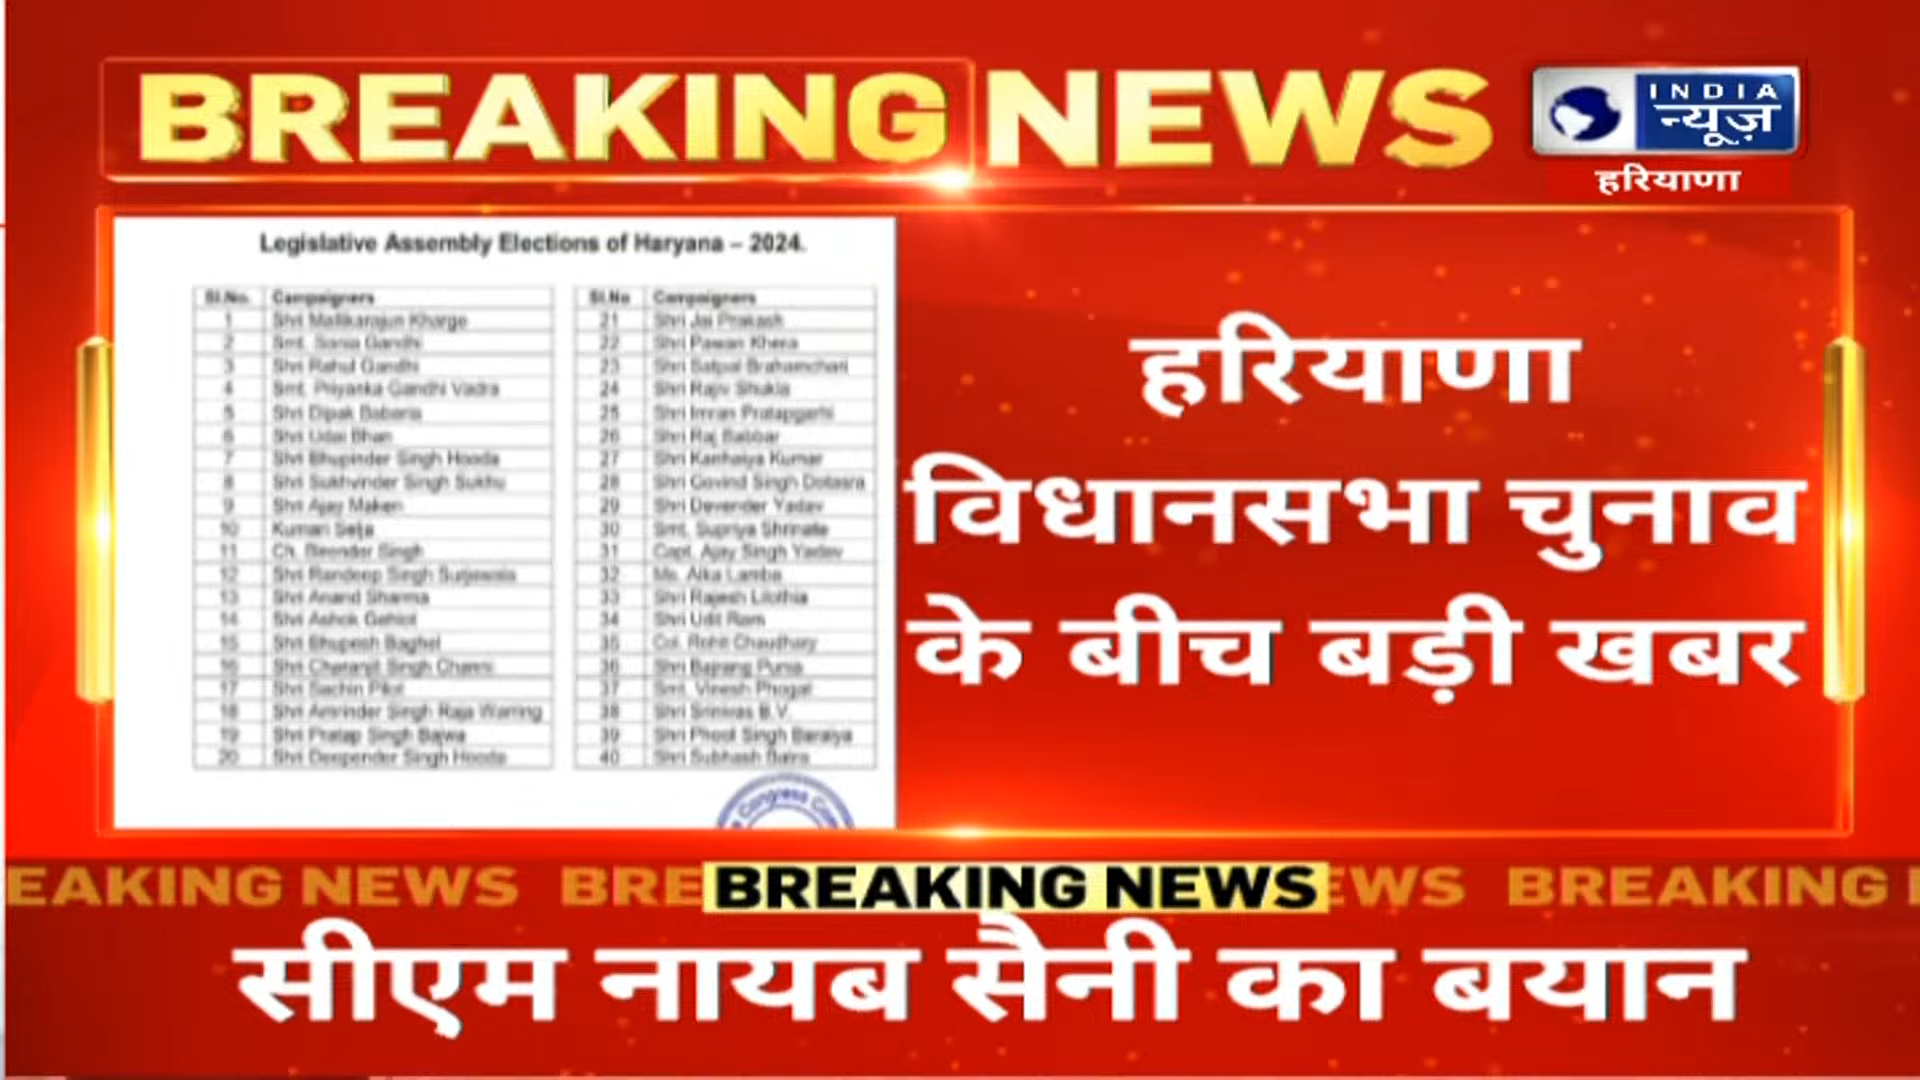 BREAKING NEWS
INDIA
न्यूज़
हरियाणा
Legislative Assembly Elections of Haryana – 2024.
Sl.No. Campaigners
1 Shri Mallikarajun Kharge
2 Smt. Sonia Gandhi
3 Shri Rahul Gandhi
4 Smt. Priyanka Gandhi Vadra
5 Shri Dipak Babaria
6 Shri Udai Bhan
7 Shri Bhupinder Singh Hooda
8 Shri Sukhvinder Singh Sukhu
9 Shri Ajay Maken
10 Kumari Selja
11 Ch. Birender Singh
12 Shri Randeep Singh Surjewala
13 Shri Anand Sharma
14 Shri Ashok Gehlot
15 Shri Bhupesh Baghel
16 Shri Charanjit Singh Channi
17 Shri Sachin Pilot
18 Shri Amrinder Singh Raja Warring
19 Shri Pratap Singh Bajwa
20 Shri Deepender Singh Hooda
Sl.No Campaigners
21 Shri Jai Prakash
22 Shri Pawan Khera
23 Shri Satpal Brahamchari
24 Shri Rajiv Shukla
25 Shri Imran Pratapgarhi
26 Shri Raj Babbar
27 Shri Kanhaiya Kumar
28 Shri Govind Singh Dotasra
29 Shri Devender Yadav
30 Smt. Supriya Shrinate
31 Capt. Ajay Singh Yadav
32 Ms. Alka Lamba
33 Shri Rajesh Lilothia
34 Shri Udit Ram
35 Col. Rohit Chaudhary
36 Shri Bajrang Punia
37 Smt. Vinesh Phogat
38 Shri Srinivas B.V.
39 Shri Phool Singh Baraiya
40 Shri Subhash Batra
Congress
हरियाणा
विधानसभा चुनाव
के बीच बड़ी खबर
EAKING NEWS BRE BREAKING NEWS EWS BREAKING
सीएम नायब सैनी का बयान